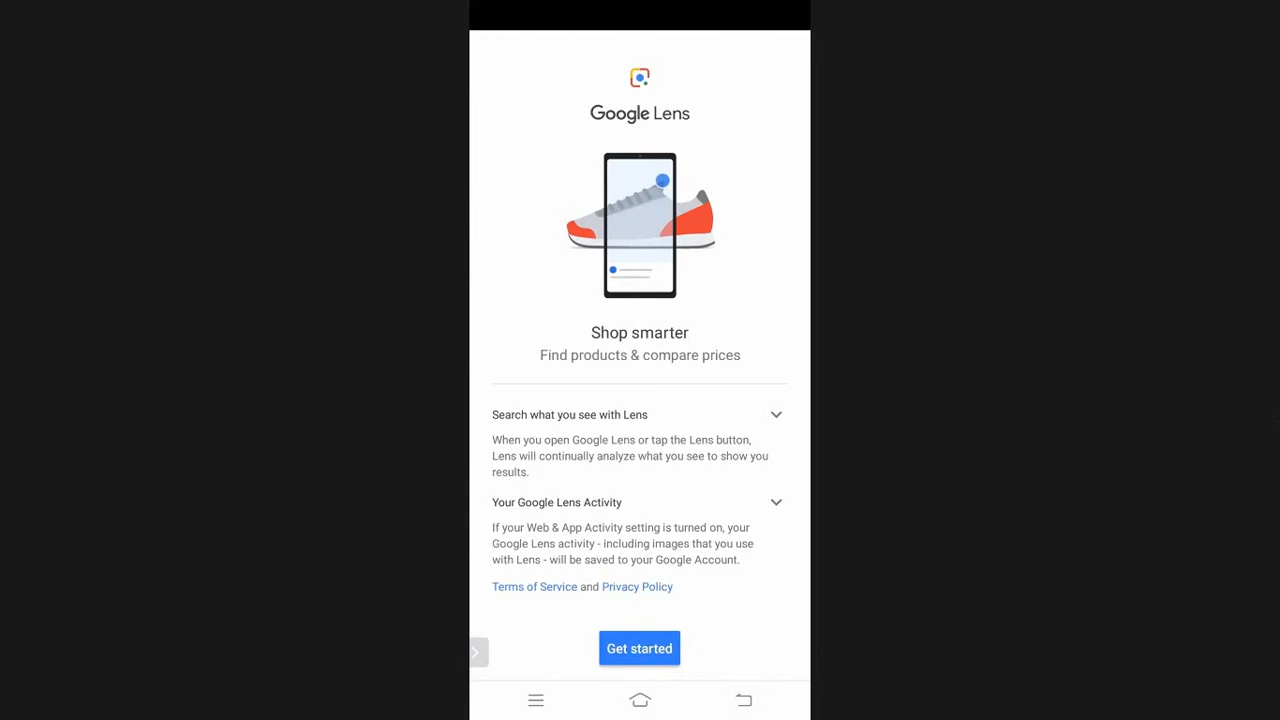 Google Lens
Shop smarter
Find products & compare prices
Search what you see with Lens
When you open Google Lens or tap the Lens button,
Lens will continually analyze what you see to show you
results.
Your Google Lens Activity
If your Web & App Activity setting is turned on, your
Google Lens activity - including images that you use
with Lens - will be saved to your Google Account.
Terms of Service and Privacy Policy
Get started